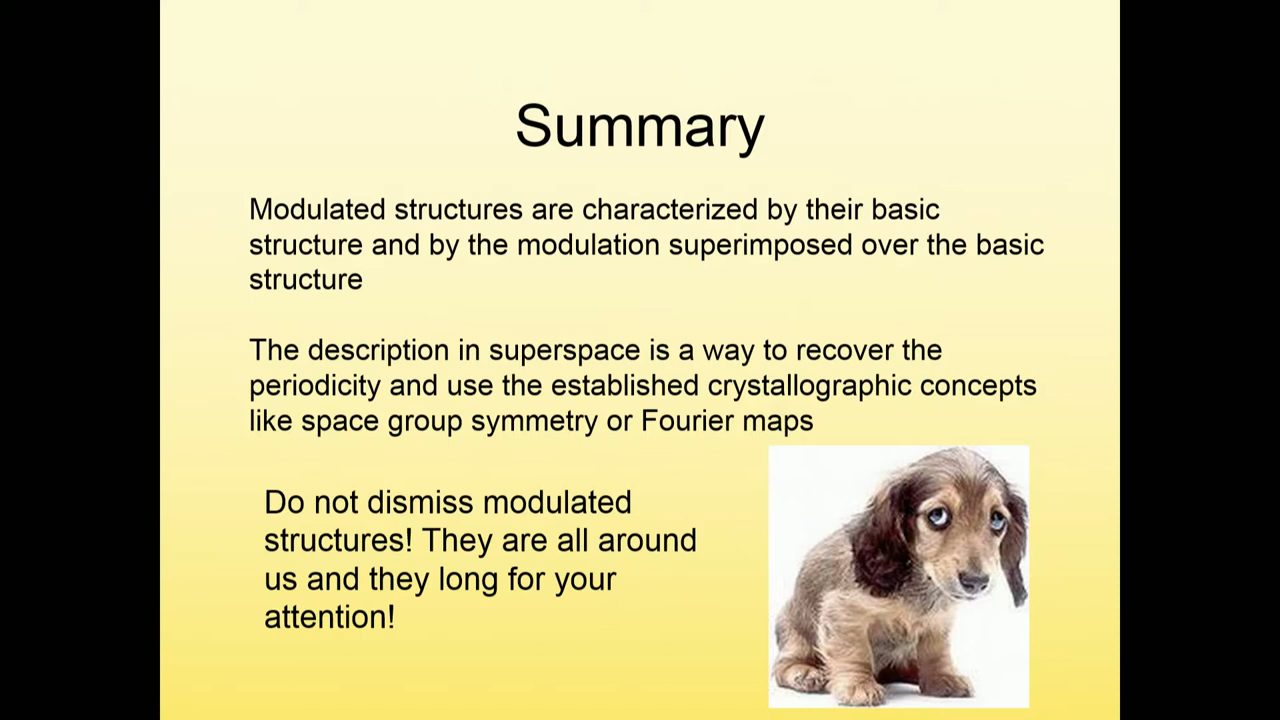 Summary
Modulated structures are characterized by their basic
structure and by the modulation superimposed over the basic
structure
The description in superspace is a way to recover the
periodicity and use the established crystallographic concepts
like space group symmetry or Fourier maps
Do not dismiss modulated
structures! They are all around
us and they long for your
attention!